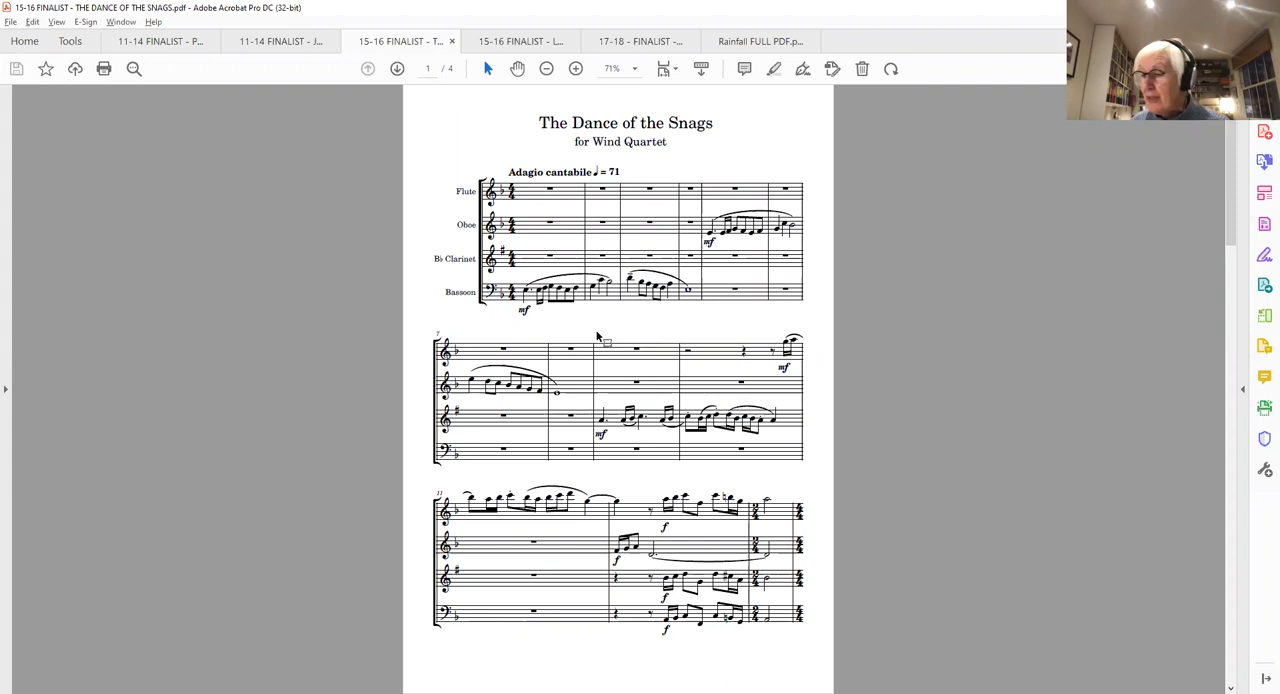 15-16 FINALIST - THE DANCE OF THE SNAGS.pdf - Adobe Acrobat Pro DC (32-bit)
File Edit View E-Sign Window Help
Home Tools 11-14 FINALIST - P... 11-14 FINALIST - J... 15-16 FINALIST - T... × 15-16 FINALIST - L... 17-18 - FINALIST -... Rainfall FULL PDF.p...
1 / 4 71%
The Dance of the Snags
for Wind Quartet
Adagio cantabile ♩ = 71
Flute
Oboe
mf
B♭ Clarinet
Bassoon
mf
7
mf
mf
11
f
f
f
f